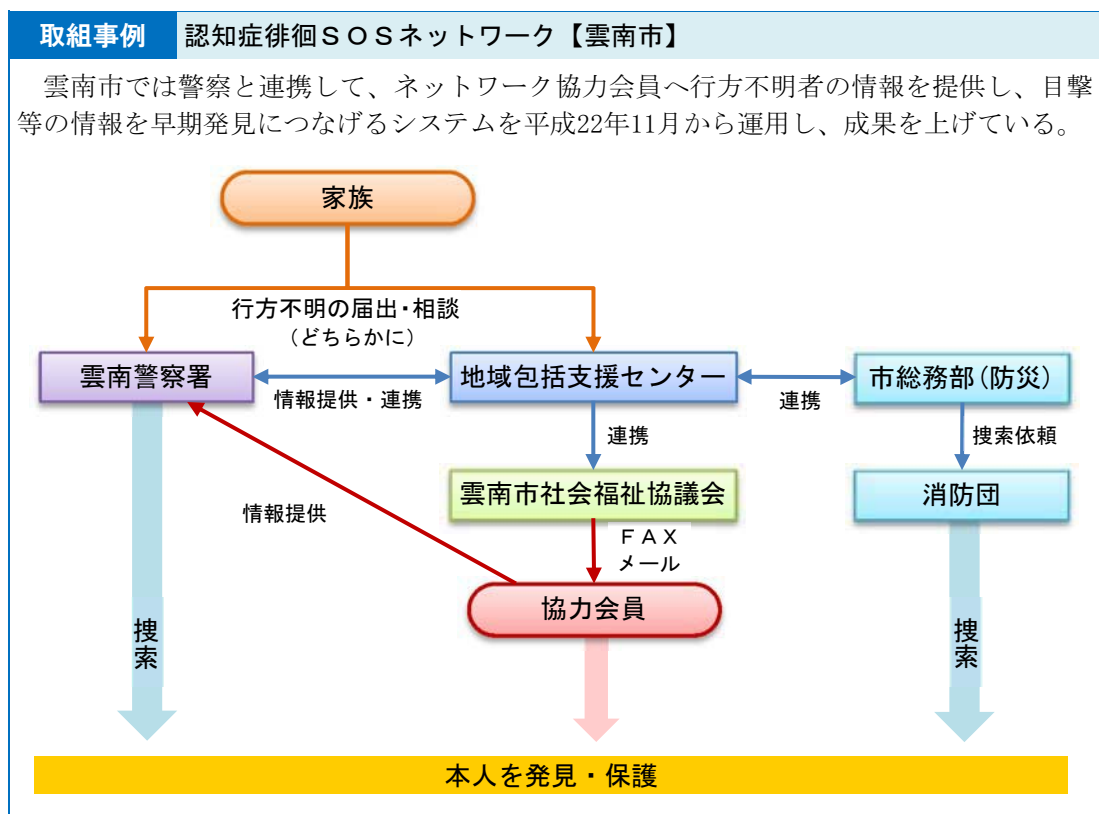 取組事例 認知症徘徊SOSネットワーク【雲南市】
雲南市では警察と連携して、ネットワーク協力会員へ行方不明者の情報を提供し、目撃
等の情報を早期発見につなげるシステムを平成22年11月から運用し、成果を上げている。
家族
行方不明の届出・相談
(どちらかに)
雲南警察署
地域包括支援センター
市総務部(防災)
情報提供・連携
連携
連携
捜索依頼
雲南市社会福祉協議会
消防団
情報提供
FAX
メール
協力会員
捜索
捜索
本人を発見・保護